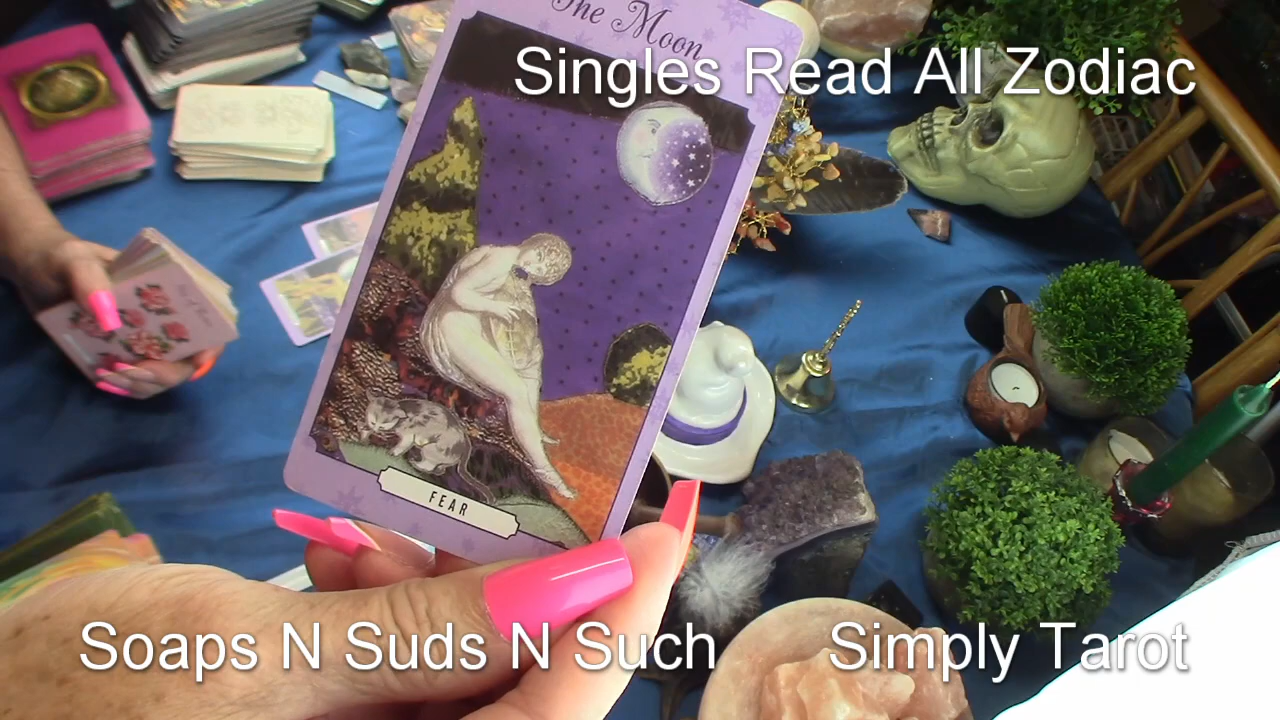 The Moon
Singles Read All Zodiac
FEAR
Soaps N Suds N Such
Simply Tarot